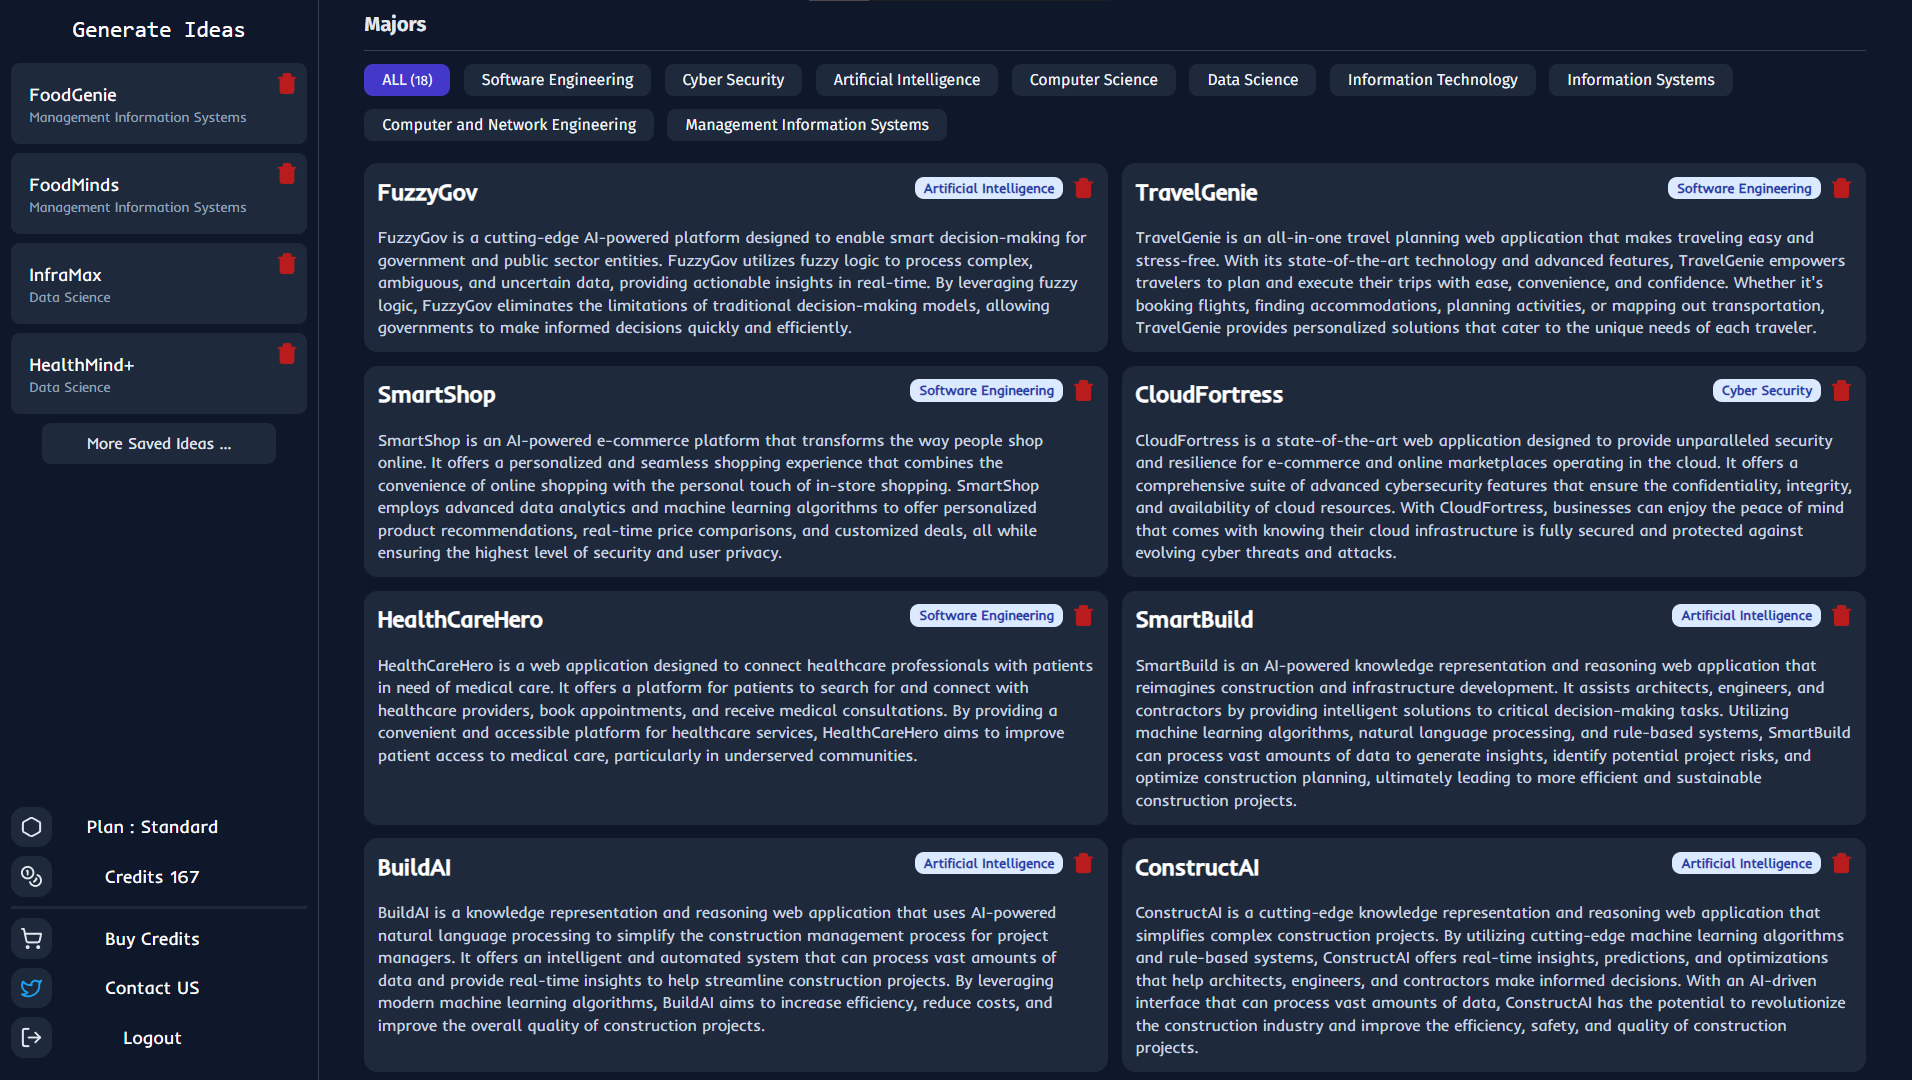 Generate Ideas
FoodGenie
Management Information Systems
FoodMinds
Management Information Systems
InfraMax
Data Science
HealthMind+
Data Science
More Saved Ideas ...
Plan : Standard
Credits 167
Buy Credits
Contact US
Logout
Majors
ALL (18)
Software Engineering
Cyber Security
Artificial Intelligence
Computer Science
Data Science
Information Technology
Information Systems
Computer and Network Engineering
Management Information Systems
FuzzyGov
Artificial Intelligence
FuzzyGov is a cutting-edge AI-powered platform designed to enable smart decision-making for
government and public sector entities. FuzzyGov utilizes fuzzy logic to process complex,
ambiguous, and uncertain data, providing actionable insights in real-time. By leveraging fuzzy
logic, FuzzyGov eliminates the limitations of traditional decision-making models, allowing
governments to make informed decisions quickly and efficiently.
TravelGenie
Software Engineering
TravelGenie is an all-in-one travel planning web application that makes traveling easy and
stress-free. With its state-of-the-art technology and advanced features, TravelGenie empowers
travelers to plan and execute their trips with ease, convenience, and confidence. Whether it's
booking flights, finding accommodations, planning activities, or mapping out transportation,
TravelGenie provides personalized solutions that cater to the unique needs of each traveler.
SmartShop
Software Engineering
SmartShop is an AI-powered e-commerce platform that transforms the way people shop
online. It offers a personalized and seamless shopping experience that combines the
convenience of online shopping with the personal touch of in-store shopping. SmartShop
employs advanced data analytics and machine learning algorithms to offer personalized
product recommendations, real-time price comparisons, and customized deals, all while
ensuring the highest level of security and user privacy.
CloudFortress
Cyber Security
CloudFortress is a state-of-the-art web application designed to provide unparalleled security
and resilience for e-commerce and online marketplaces operating in the cloud. It offers a
comprehensive suite of advanced cybersecurity features that ensure the confidentiality, integrity,
and availability of cloud resources. With CloudFortress, businesses can enjoy the peace of mind
that comes with knowing their cloud infrastructure is fully secured and protected against
evolving cyber threats and attacks.
HealthCareHero
Software Engineering
HealthCareHero is a web application designed to connect healthcare professionals with patients
in need of medical care. It offers a platform for patients to search for and connect with
healthcare providers, book appointments, and receive medical consultations. By providing a
convenient and accessible platform for healthcare services, HealthCareHero aims to improve
patient access to medical care, particularly in underserved communities.
SmartBuild
Artificial Intelligence
SmartBuild is an AI-powered knowledge representation and reasoning web application that
reimagines construction and infrastructure development. It assists architects, engineers, and
contractors by providing intelligent solutions to critical decision-making tasks. Utilizing
machine learning algorithms, natural language processing, and rule-based systems, SmartBuild
can process vast amounts of data to generate insights, identify potential project risks, and
optimize construction planning, ultimately leading to more efficient and sustainable
construction projects.
BuildAI
Artificial Intelligence
BuildAI is a knowledge representation and reasoning web application that uses AI-powered
natural language processing to simplify the construction management process for project
managers. It offers an intelligent and automated system that can process vast amounts of
data and provide real-time insights to help streamline construction projects. By leveraging
modern machine learning algorithms, BuildAI aims to increase efficiency, reduce costs, and
improve the overall quality of construction projects.
ConstructAI
Artificial Intelligence
ConstructAI is a cutting-edge knowledge representation and reasoning web application that
simplifies complex construction projects. By utilizing cutting-edge machine learning algorithms
and rule-based systems, ConstructAI offers real-time insights, predictions, and optimizations
that help architects, engineers, and contractors make informed decisions. With an AI-driven
interface that can process vast amounts of data, ConstructAI has the potential to revolutionize
the construction industry and improve the efficiency, safety, and quality of construction
projects.